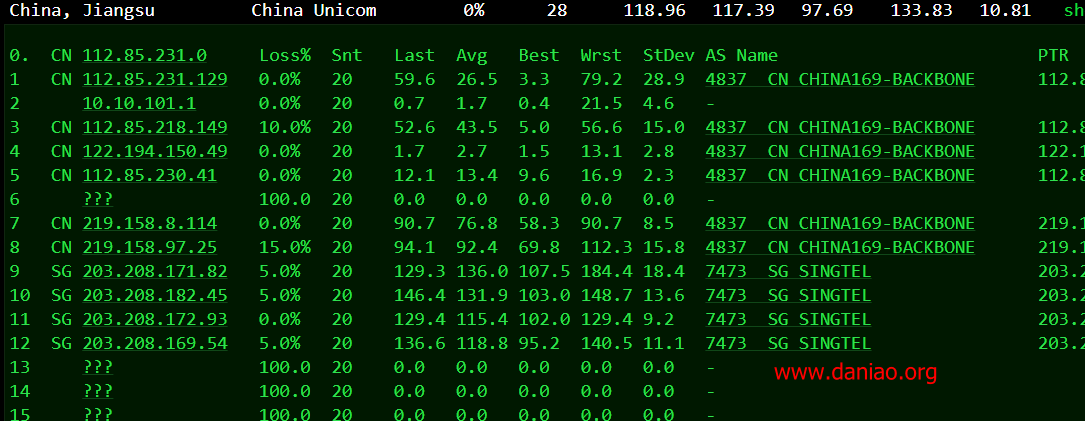 China, Jiangsu China Unicom 0% 28 118.96 117.39 97.69 133.83 10.81 sh
0. CN 112.85.231.0 Loss% Snt Last Avg Best Wrst StDev AS Name PTR
1 CN 112.85.231.129 0.0% 20 59.6 26.5 3.3 79.2 28.9 4837 CN CHINA169-BACKBONE 112.8
2 10.10.101.1 0.0% 20 0.7 1.7 0.4 21.5 4.6 -
3 CN 112.85.218.149 10.0% 20 52.6 43.5 5.0 56.6 15.0 4837 CN CHINA169-BACKBONE 112.8
4 CN 122.194.150.49 0.0% 20 1.7 2.7 1.5 13.1 2.8 4837 CN CHINA169-BACKBONE 122.1
5 CN 112.85.230.41 0.0% 20 12.1 13.4 9.6 16.9 2.3 4837 CN CHINA169-BACKBONE 112.8
6 ??? 100.0 20 0.0 0.0 0.0 0.0 0.0 -
7 CN 219.158.8.114 0.0% 20 90.7 76.8 58.3 90.7 8.5 4837 CN CHINA169-BACKBONE 219.1
8 CN 219.158.97.25 15.0% 20 94.1 92.4 69.8 112.3 15.8 4837 CN CHINA169-BACKBONE 219.1
9 SG 203.208.171.82 5.0% 20 129.3 136.0 107.5 184.4 18.4 7473 SG SINGTEL 203.2
10 SG 203.208.182.45 5.0% 20 146.4 131.9 103.0 148.7 13.6 7473 SG SINGTEL 203.2
11 SG 203.208.172.93 0.0% 20 129.4 115.4 102.0 129.4 9.2 7473 SG SINGTEL 203.2
12 SG 203.208.169.54 5.0% 20 136.6 118.8 95.2 140.5 11.1 7473 SG SINGTEL 203.2
13 ??? 100.0 20 0.0 0.0 0.0 0.0 0.0 -
www.daniao.org
14 ??? 100.0 20 0.0 0.0 0.0 0.0 0.0 -
15 ??? 100.0 20 0.0 0.0 0.0 0.0 0.0 -